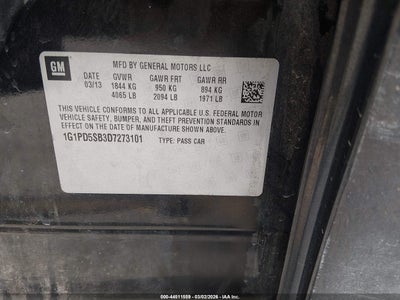 GM
MFD BY GENERAL MOTORS LLC
DATE GVWR GAWR FRT GAWR RR
03/13 1844 KG 950 KG 894 KG
4065 LB 2094 LB 1971 LB
THIS VEHICLE CONFORMS TO ALL APPLICABLE U.S. FEDERAL MOTOR
VEHICLE SAFETY, BUMPER, AND THEFT PREVENTION STANDARDS IN
EFFECT ON THE DATE OF MANUFACTURE SHOWN ABOVE.
1G1PD5SB3D7273101 TYPE: PASS CAR
000-44911559 - 03/02/2026 - IAA Inc.